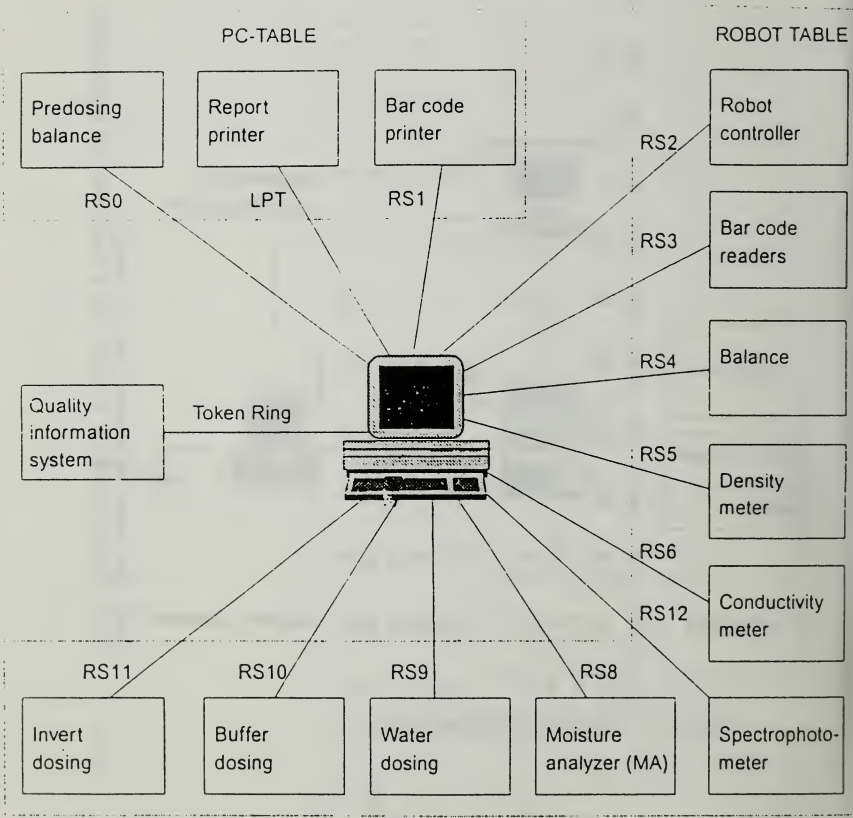 PC-TABLE
ROBOT TABLE
Predosing
balance
Report
printer
Bar code
printer
Robot
controller
RS2
RS0
LPT
RS1
RS3
Bar code
readers
RS4
Balance
Quality
information
system
Token Ring
RS5
Density
meter
RS6
Conductivity
meter
RS12
RS11
RS10
RS9
RS8
Invert
dosing
Buffer
dosing
Water
dosing
Moisture
analyzer (MA)
Spectrophoto-
meter